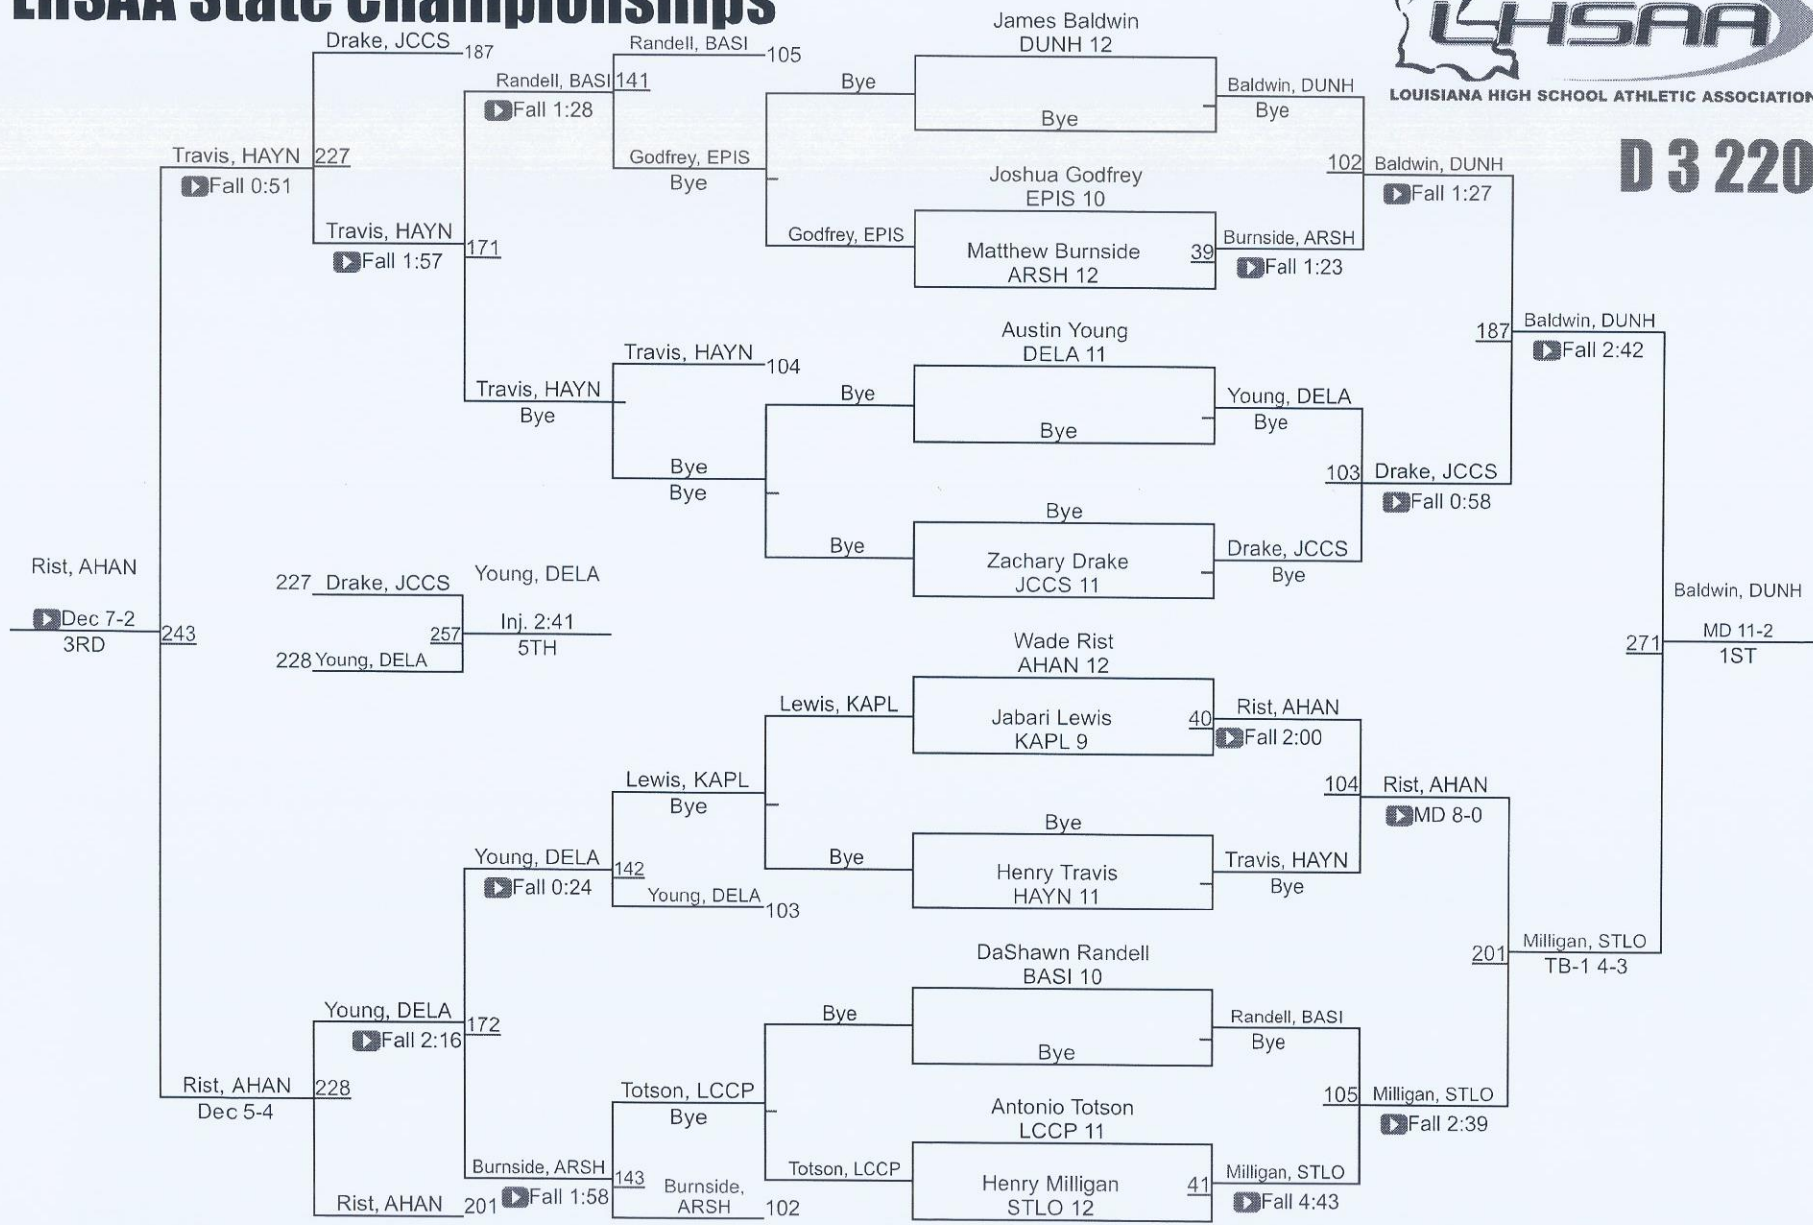 LHSAA State Championships
LHSAA
LOUISIANA HIGH SCHOOL ATHLETIC ASSOCIATION
D 3 220
James Baldwin
DUNH 12
Bye
Joshua Godfrey
EPIS 10
Matthew Burnside
ARSH 12
39
Austin Young
DELA 11
Bye
Bye
Zachary Drake
JCCS 11
Wade Rist
AHAN 12
Jabari Lewis
KAPL 9
40
Bye
Henry Travis
HAYN 11
DaShawn Randell
BASI 10
Bye
Antonio Totson
LCCP 11
Henry Milligan
STLO 12
41
Baldwin, DUNH
Bye
102
Burnside, ARSH
Fall 1:23
Young, DELA
Bye
103
Drake, JCCS
Bye
Rist, AHAN
Fall 2:00
104
Travis, HAYN
Bye
Randell, BASI
Bye
105
Milligan, STLO
Fall 4:43
Baldwin, DUNH
Fall 1:27
187
Drake, JCCS
Fall 0:58
Rist, AHAN
MD 8-0
201
Milligan, STLO
Fall 2:39
Baldwin, DUNH
Fall 2:42
271
Milligan, STLO
TB-1 4-3
Baldwin, DUNH
MD 11-2
1ST
Bye
Godfrey, EPIS
Bye
Bye
Lewis, KAPL
Bye
Bye
Totson, LCCP
Randell, BASI
105
Godfrey, EPIS
Bye
Travis, HAYN
104
Bye
Bye
Lewis, KAPL
Bye
Young, DELA
103
Totson, LCCP
Bye
Burnside,
ARSH
102
Randell, BASI
141
Fall 1:28
Travis, HAYN
Bye
Young, DELA
142
Fall 0:24
Burnside, ARSH
143
Fall 1:58
Drake, JCCS
187
Travis, HAYN
171
Fall 1:57
Young, DELA
172
Fall 2:16
Rist, AHAN
201
Travis, HAYN
227
Fall 0:51
Rist, AHAN
228
Dec 5-4
Rist, AHAN
Dec 7-2
3RD
243
227 Drake, JCCS
228 Young, DELA
257
Young, DELA
Inj. 2:41
5TH